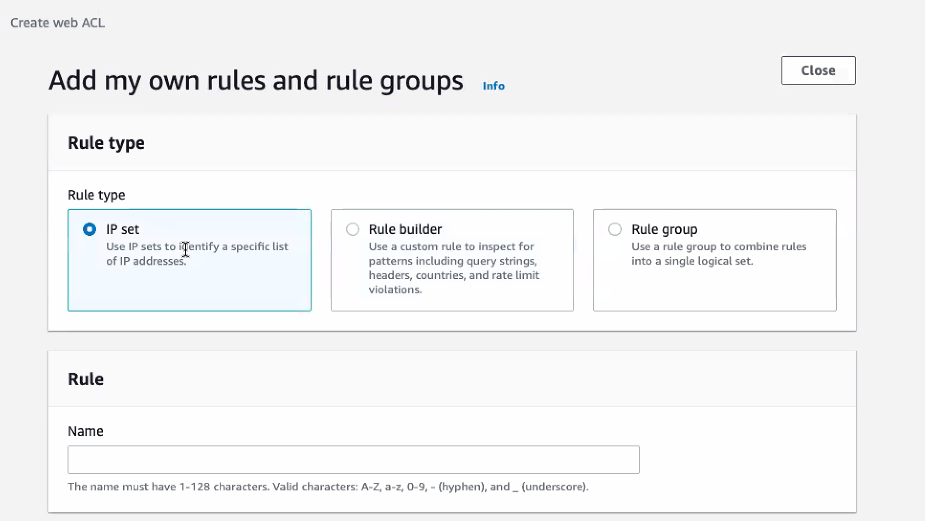 Create web ACL
Add my own rules and rule groups Info
Close
Rule type
Rule type
IP set
Use IP sets to identify a specific list
of IP addresses.
Rule builder
Use a custom rule to inspect for
patterns including query strings,
headers, countries, and rate limit
violations.
Rule group
Use a rule group to combine rules
into a single logical set.
Rule
Name
The name must have 1-128 characters. Valid characters: A-Z, a-z, 0-9, - (hyphen), and _ (underscore).